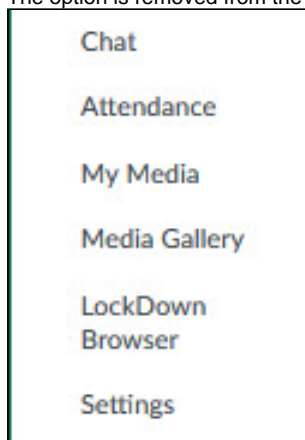 The option is removed from the
Chat
Attendance
My Media
Media Gallery
LockDown
Browser
Settings